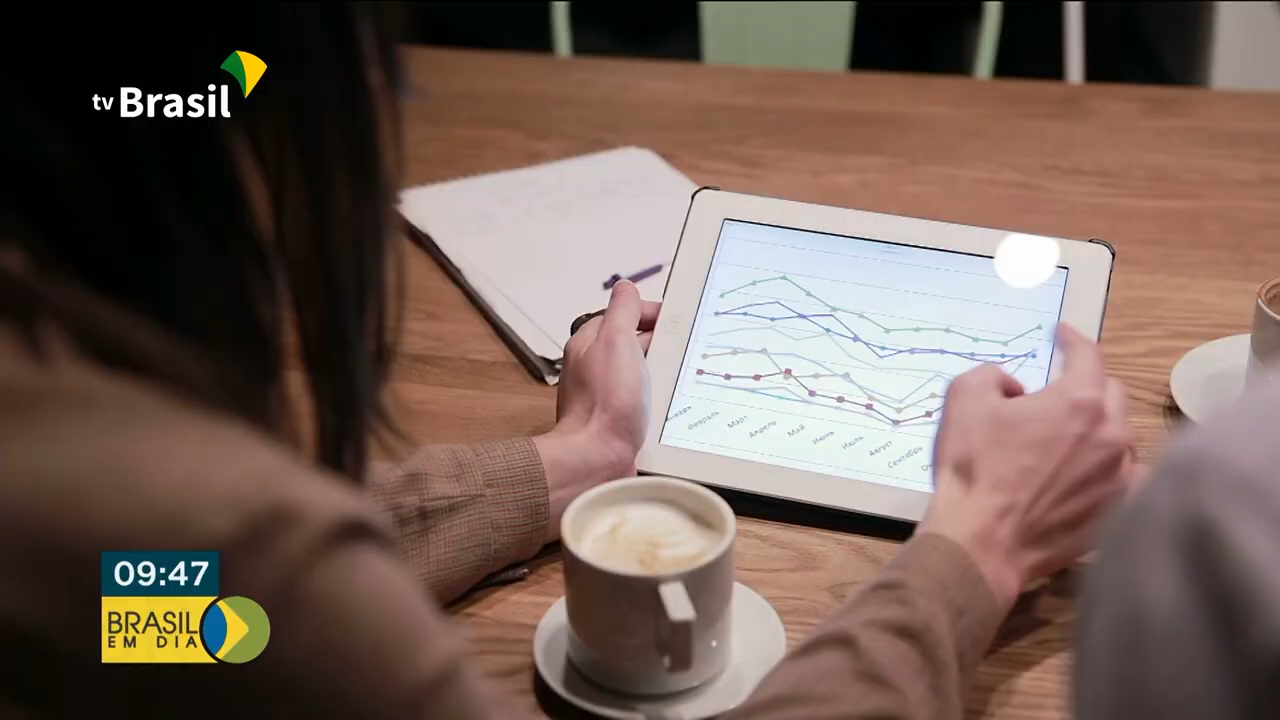 tv Brasil
Февраль
Март
Апрель
Май
Июнь
Июль
Август
Сентябрь
09:47
BRASIL
EM DIA